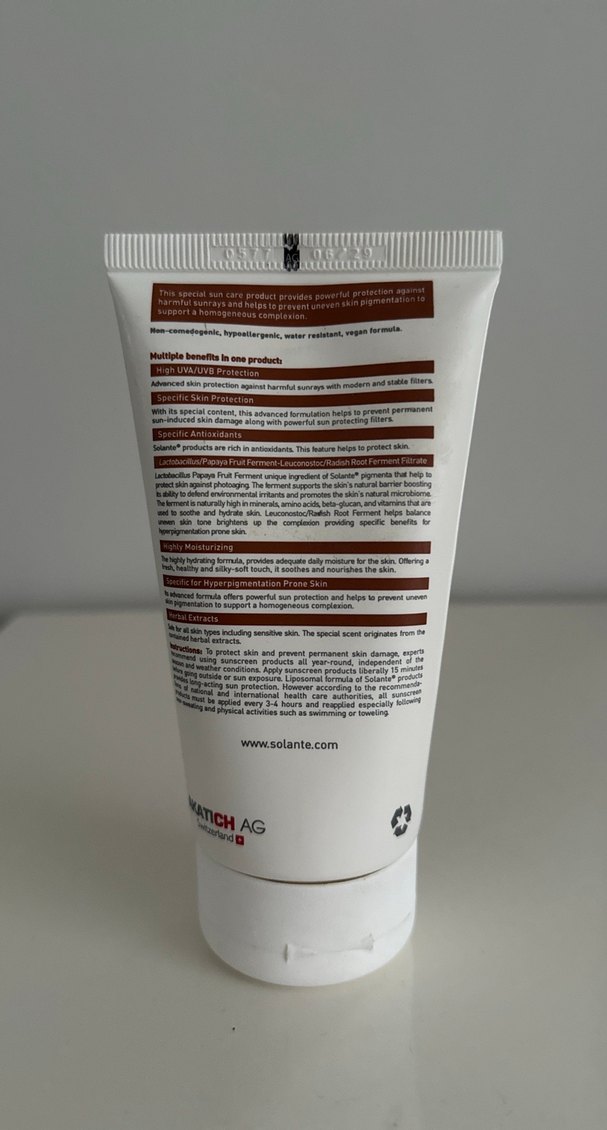 0577 06/29
This special sun care product provides powerful protection against
harmful sunrays and helps to prevent uneven skin pigmentation to
support a homogeneous complexion.
Non-comedogenic, hypoallergenic, water resistant, vegan formula.
Multiple benefits in one product:
High UVA/UVB Protection
Advanced skin protection against harmful sunrays with modern and stable filters.
Specific Skin Protection
With its special content, this advanced formulation helps to prevent permanent
sun-induced skin damage along with powerful sun protecting filters.
Specific Antioxidants
Solante® products are rich in antioxidants. This feature helps to protect skin.
Lactobacillus/Papaya Fruit Ferment-Leuconostoc/Radish Root Ferment Filtrate
Lactobacillus Papaya Fruit Ferment unique ingredient of Solante® pigmenta that help to
protect skin against photoaging. The ferment supports the skin's natural barrier boosting
its ability to defend environmental irritants and promotes the skin's natural microbiome.
The ferment is naturally high in minerals, amino acids, beta-glucan, and vitamins that are
used to soothe and hydrate skin. Leuconostoc/Radish Root Ferment helps balance
uneven skin tone brightens up the complexion providing specific benefits for
hyperpigmentation prone skin.
Highly Moisturizing
The highly hydrating formula, provides adequate daily moisture for the skin. Offering a
fresh, healthy and silky-soft touch, it soothes and nourishes the skin.
Specific for Hyperpigmentation Prone Skin
advanced formula offers powerful sun protection and helps to prevent uneven
skin pigmentation to support a homogeneous complexion.
Herbal Extracts
Safe for all skin types including sensitive skin. The special scent originates from the
contained herbal extracts.
Instructions: To protect skin and prevent permanent skin damage, experts
recommend using sunscreen products all year-round, independent of the
season and weather conditions. Apply sunscreen products liberally 15 minutes
going outside or sun exposure. Liposomal formula of Solante® products
provides long-acting sun protection. However according to the recommenda-
of national and international health care authorities, all sunscreen
products must be applied every 3-4 hours and reapplied especially following
sweating and physical activities such as swimming or toweling.
www.solante.com
KATICH AG
Switzerland